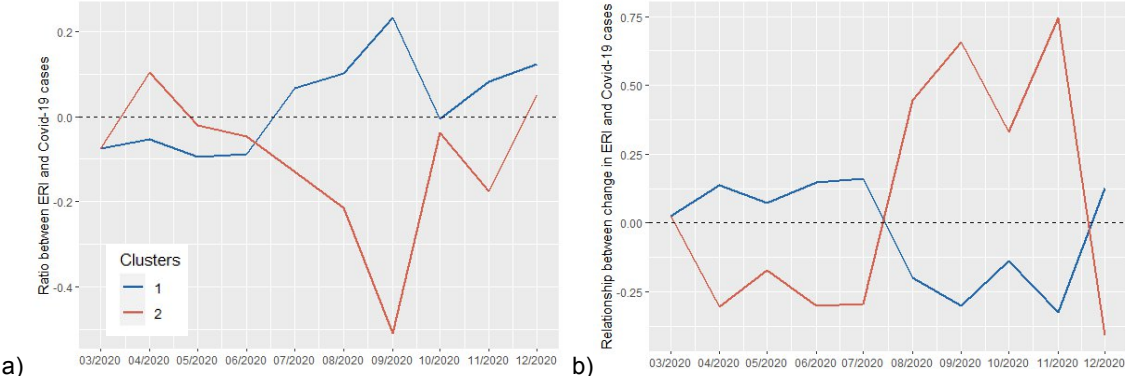 Ratio between ERI and Covid-19 cases
0.2
0.0
-0.2
-0.4
Clusters
1
2
03/2020 04/2020 05/2020 06/2020 07/2020 08/2020 09/2020 10/2020 11/2020 12/2020
a)
Relationship between change in ERI and Covid-19 cases
0.75
0.50
0.25
0.00
-0.25
03/2020 04/2020 05/2020 06/2020 07/2020 08/2020 09/2020 10/2020 11/2020 12/2020
b)